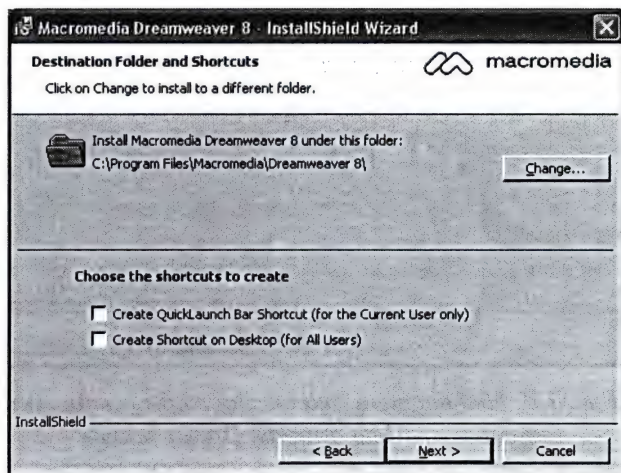 Macromedia Dreamweaver 8 - InstallShield Wizard
Destination Folder and Shortcuts
macromedia
Click on Change to install to a different folder.
Install Macromedia Dreamweaver 8 under this folder:
C:\Program Files\Macromedia\Dreamweaver 8\
Change...
Choose the shortcuts to create
Create QuickLaunch Bar Shortcut (for the Current User only)
Create Shortcut on Desktop (for All Users)
InstallShield
< Back
Next >
Cancel